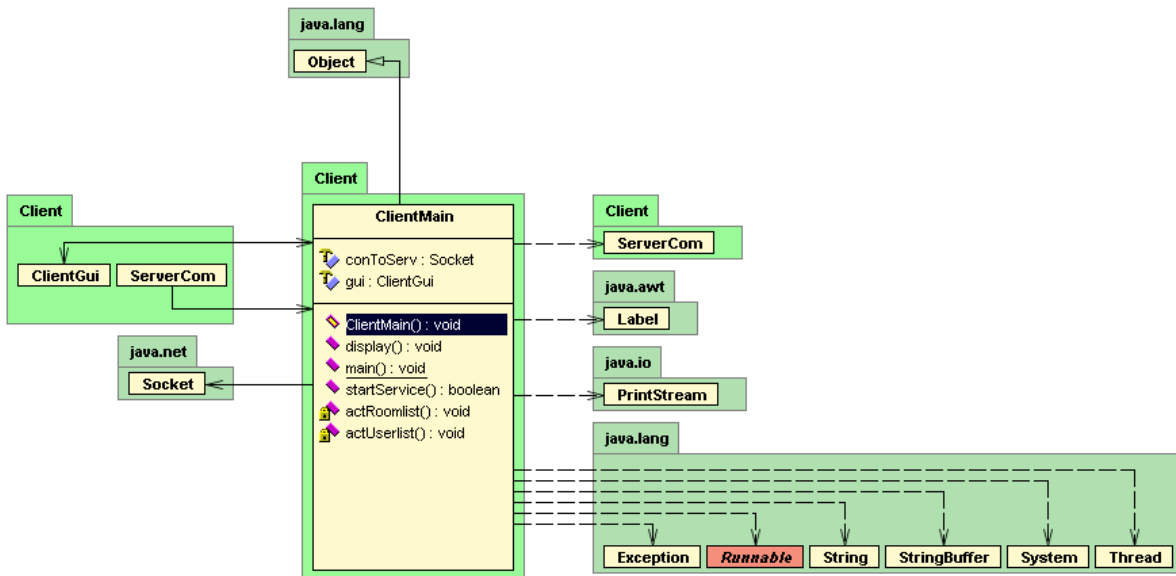 java.lang
Object
Client
ClientGui
ServerCom
java.net
Socket
Client
ClientMain
conToServ : Socket
gui : ClientGui
ClientMain() : void
display() : void
main() : void
startService() : boolean
actRoomlist() : void
actUserlist() : void
Client
ServerCom
java.awt
Label
java.io
PrintStream
java.lang
Exception
Runnable
String
StringBuffer
System
Thread